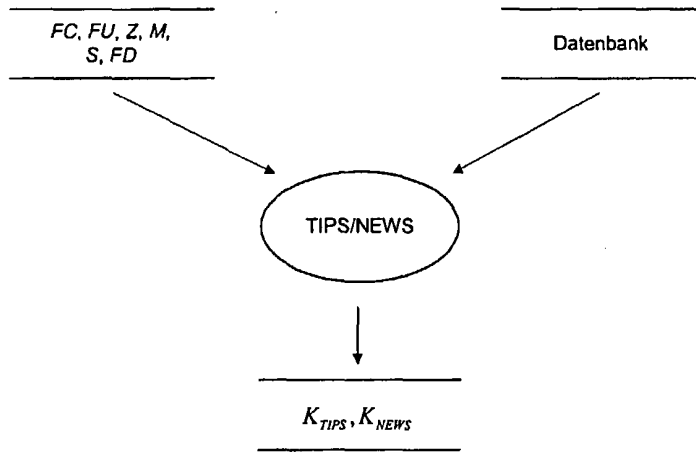 FC, FU, Z, M,
S, FD
Datenbank
TIPS/NEWS
K_TIPS, K_NEWS